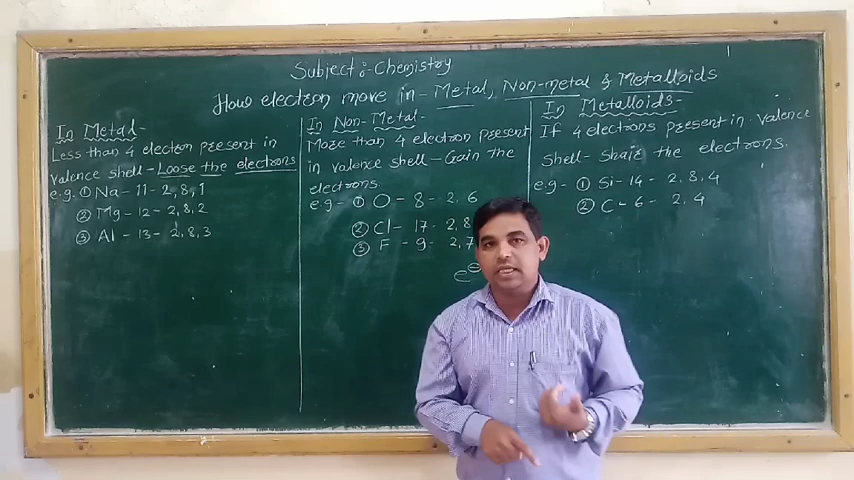 Subject :- Chemistry
How electron move in - Metal, Non-metal & Metalloids
In Metal -
Less than 4 electron present in
valence shell - Loose the electrons
e.g. ① Na - 11 - 2, 8, 1
② Mg - 12 - 2, 8, 2
③ Al - 13 - 2, 8, 3
In Non-Metal -
More than 4 electron present
in valence shell - Gain the
electrons.
e.g - ① O - 8 - 2, 6
② Cl - 17 - 2, 8
③ F - 9 - 2, 7
e⊖
In Metalloids -
If 4 electrons present in valence
shell - Share the electrons.
e.g - ① Si - 14 - 2, 8, 4
② C - 6 - 2, 4